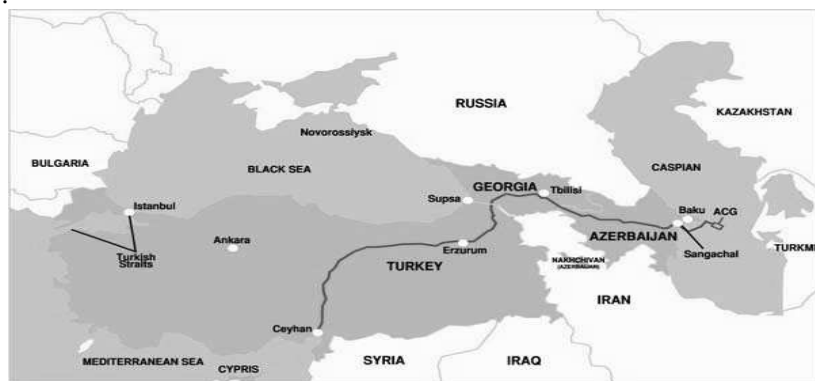 .
RUSSIA
KAZAKHSTAN
Novorossiysk
BULGARIA
BLACK SEA
CASPIAN
GEORGIA
Tbilisi
Supsa
Istanbul
Baku
ACG
AZERBAIJAN
Ankara
Erzurum
Turkish
Straits
TURKEY
NAKHCHIVAN
(AZERBAIJAN)
Sangachal
TURKM
IRAN
Ceyhan
MEDITERRANEAN SEA
CYPRIS
SYRIA
IRAQ